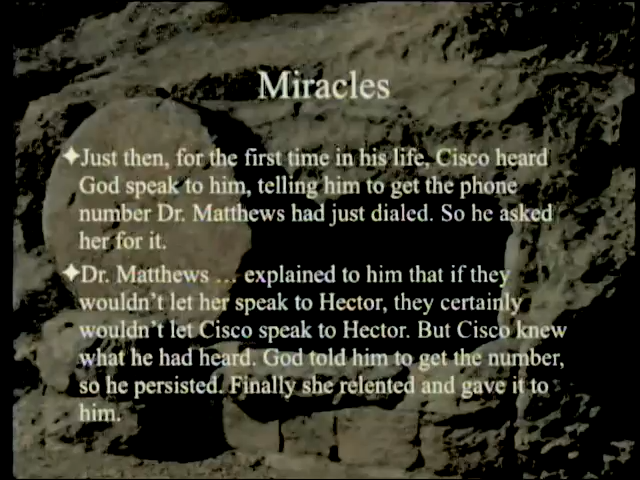 Miracles
✦Just then, for the first time in his life, Cisco heard
God speak to him, telling him to get the phone
number Dr. Matthews had just dialed. So he asked
her for it.
✦Dr. Matthews … explained to him that if they
wouldn't let her speak to Hector, they certainly
wouldn't let Cisco speak to Hector. But Cisco knew
what he had heard. God told him to get the number,
so he persisted. Finally she relented and gave it to
him.